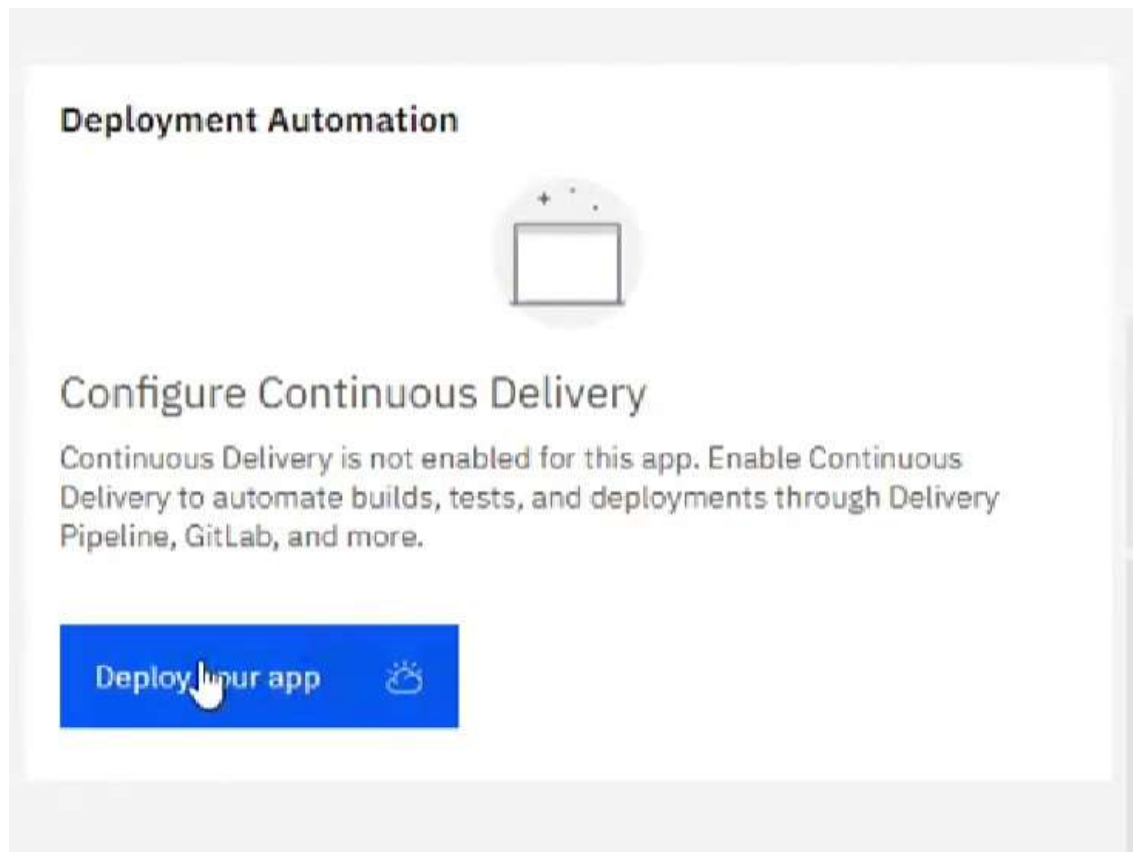 Deployment Automation
Configure Continuous Delivery
Continuous Delivery is not enabled for this app. Enable Continuous
Delivery to automate builds, tests, and deployments through Delivery
Pipeline, GitLab, and more.
Deploy your app